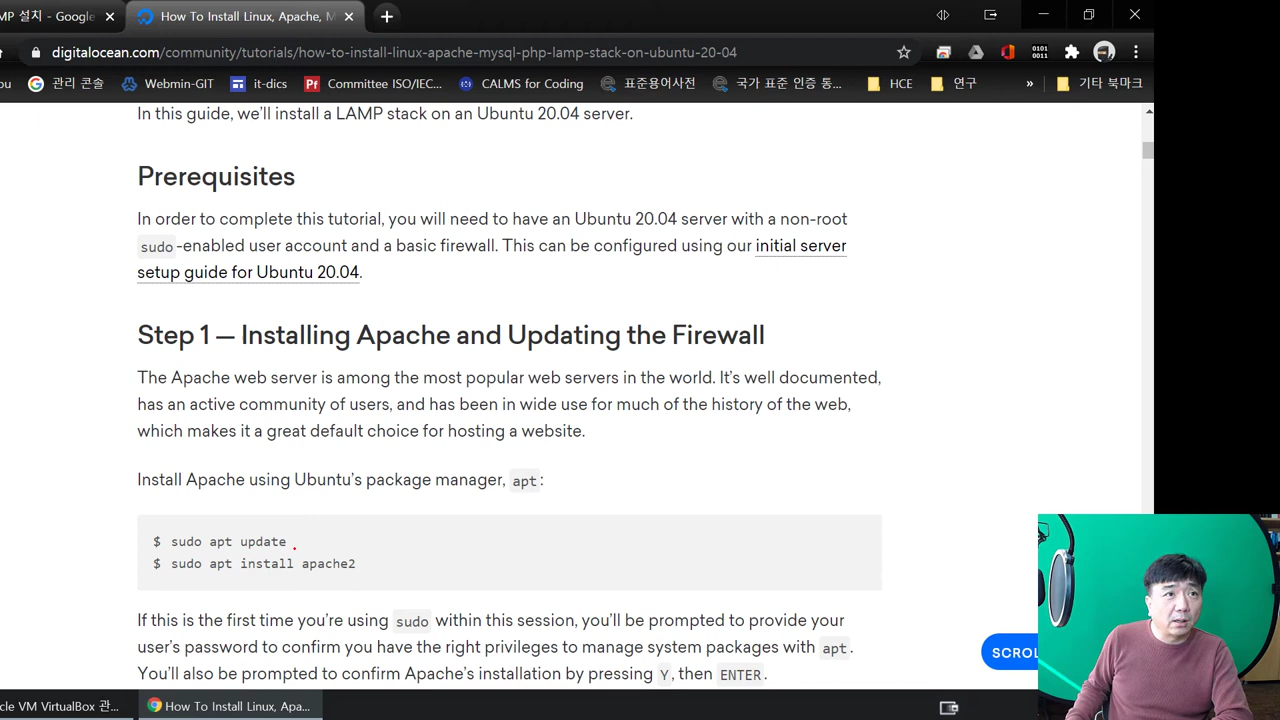 MP 설치 - Google
How To Install Linux, Apache, M
digitalocean.com/community/tutorials/how-to-install-linux-apache-mysql-php-lamp-stack-on-ubuntu-20-04
0101
0011
ou
관리 콘솔
Webmin-GIT
it-dics
Pf Committee ISO/IEC...
CALMS for Coding
표준용어사전
국가 표준 인증 통...
HCE
연구
»
기타 북마크
In this guide, we’ll install a LAMP stack on an Ubuntu 20.04 server.
Prerequisites
In order to complete this tutorial, you will need to have an Ubuntu 20.04 server with a non-root
sudo-enabled user account and a basic firewall. This can be configured using our initial server
setup guide for Ubuntu 20.04.
Step 1 — Installing Apache and Updating the Firewall
The Apache web server is among the most popular web servers in the world. It’s well documented,
has an active community of users, and has been in wide use for much of the history of the web,
which makes it a great default choice for hosting a website.
Install Apache using Ubuntu’s package manager, apt:
$ sudo apt update
$ sudo apt install apache2
If this is the first time you’re using sudo within this session, you’ll be prompted to provide your
user’s password to confirm you have the right privileges to manage system packages with apt.
You’ll also be prompted to confirm Apache’s installation by pressing Y, then ENTER.
SCROL
cle VM VirtualBox 관...
How To Install Linux, Apa...